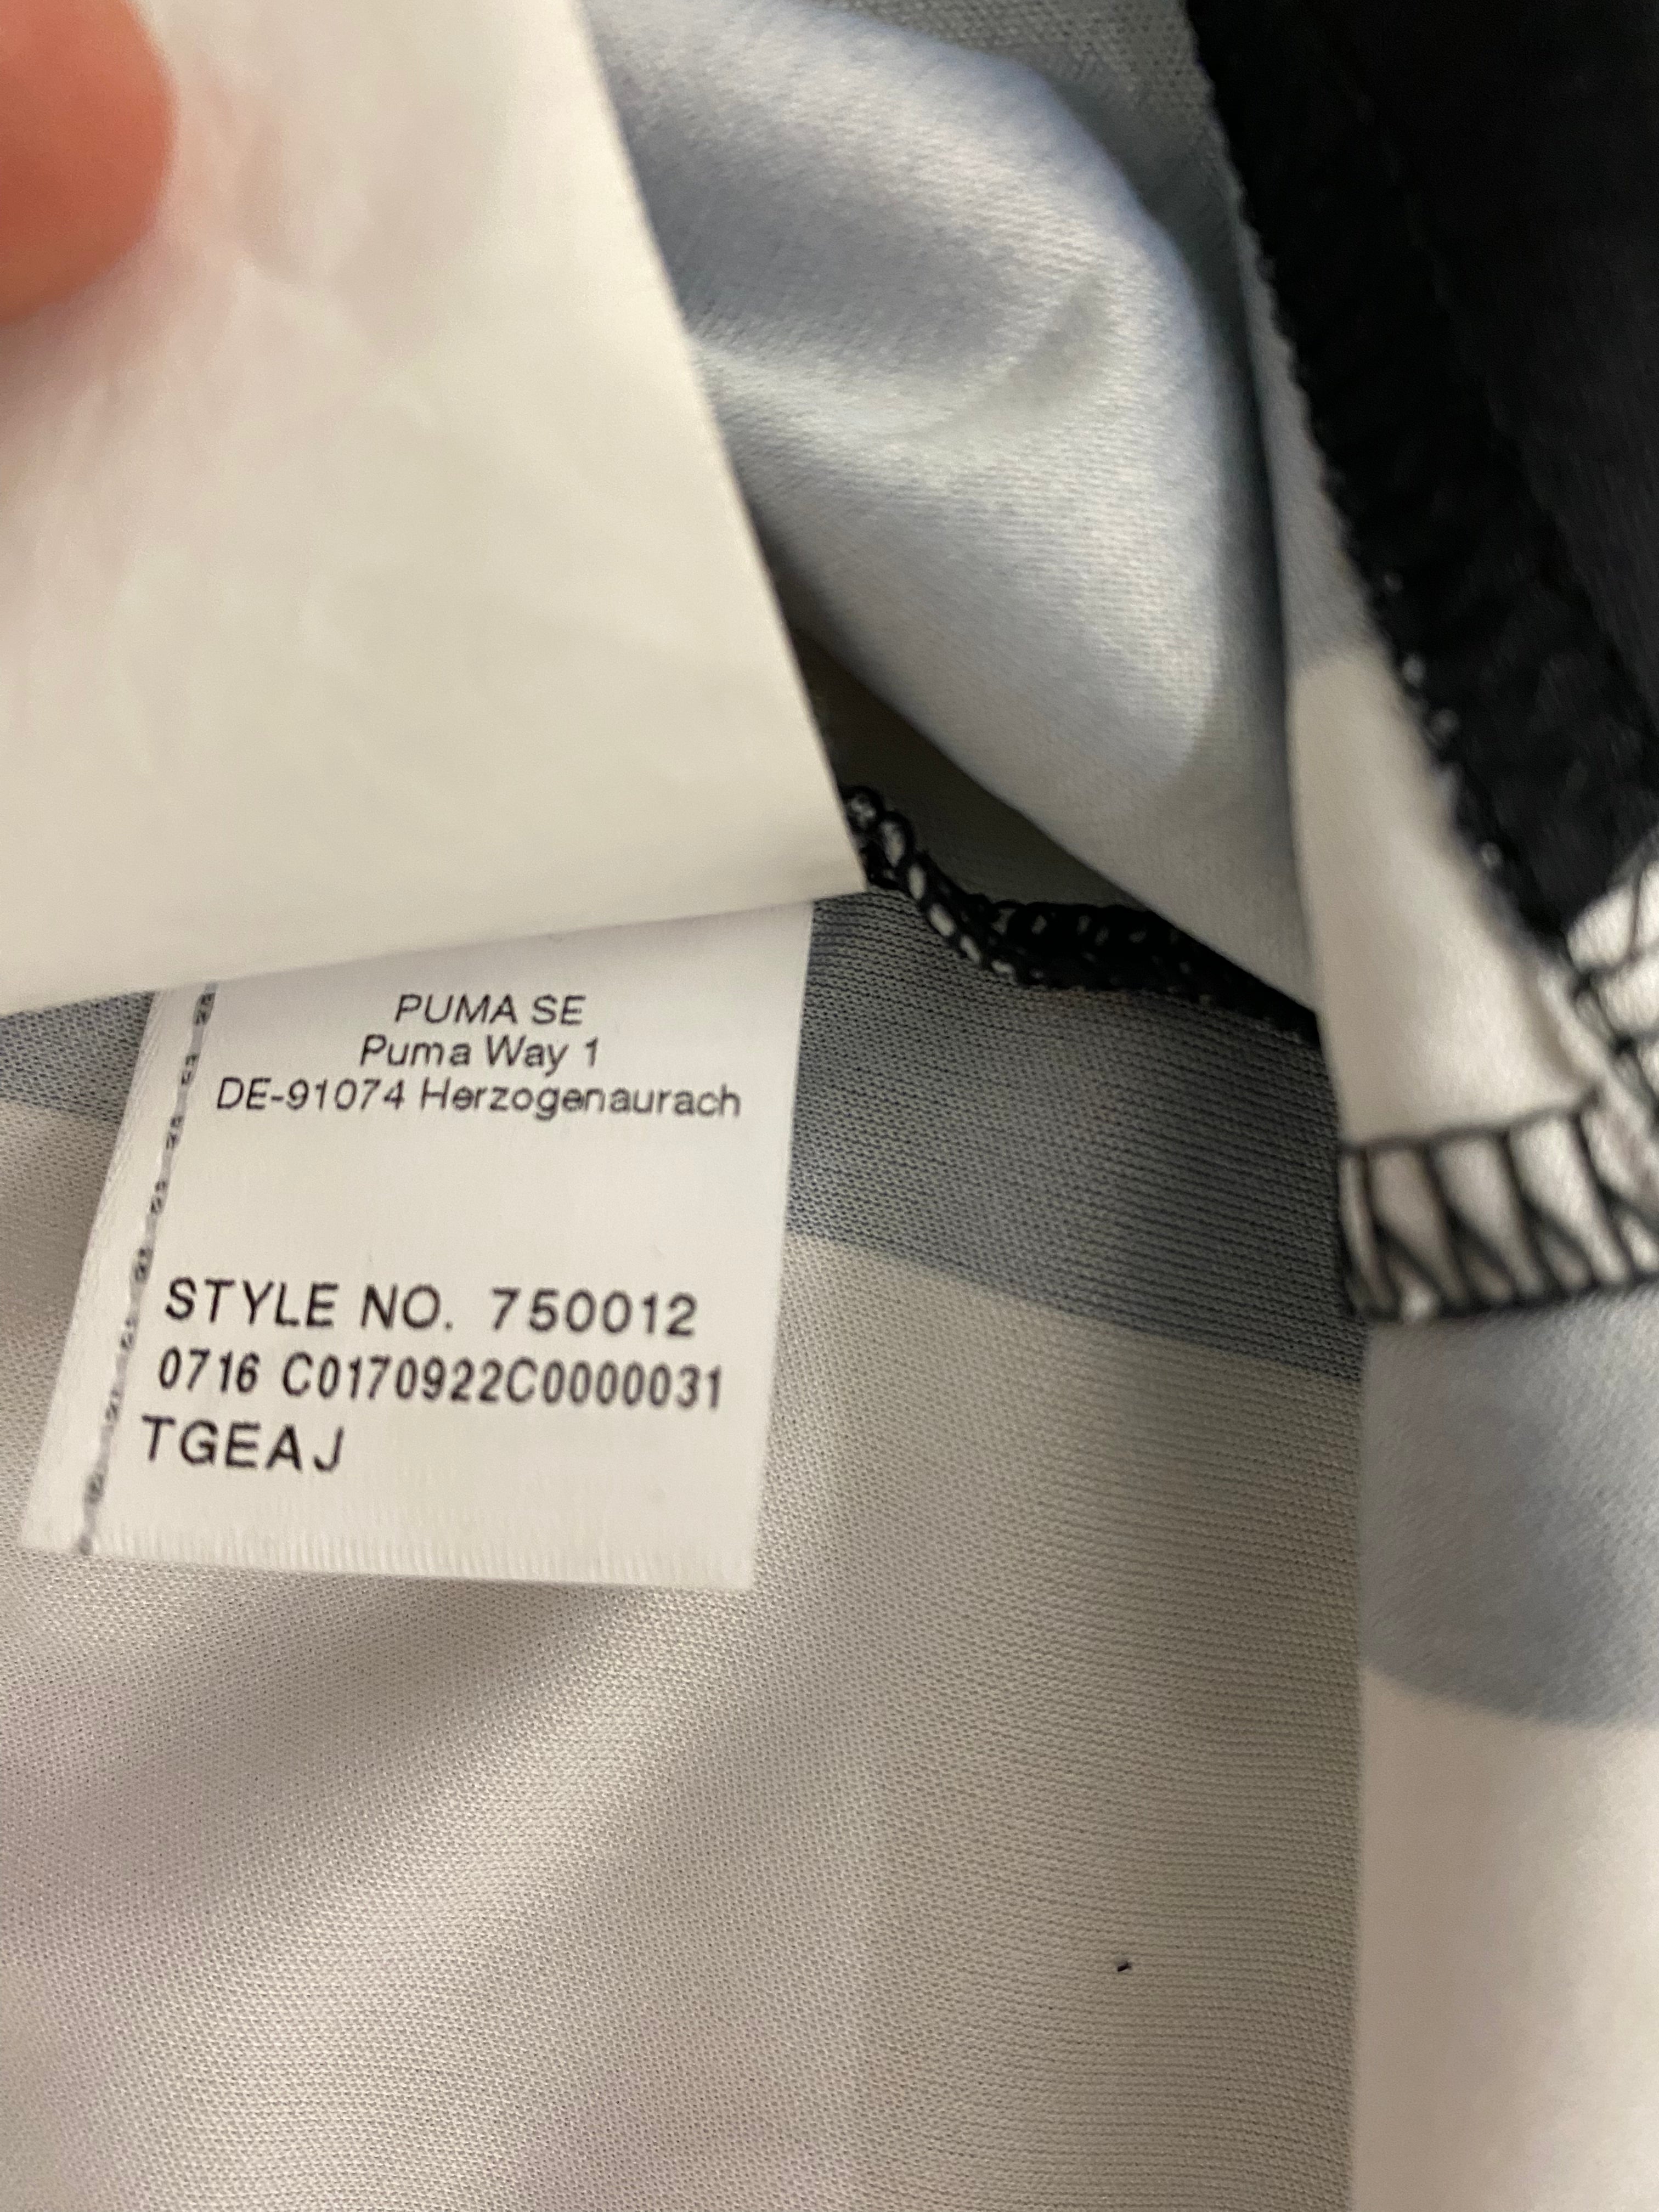 PUMA SE
Puma Way 1
DE-91074 Herzogenaurach
STYLE NO. 750012
0716 C0170922C0000031
TGEAJ